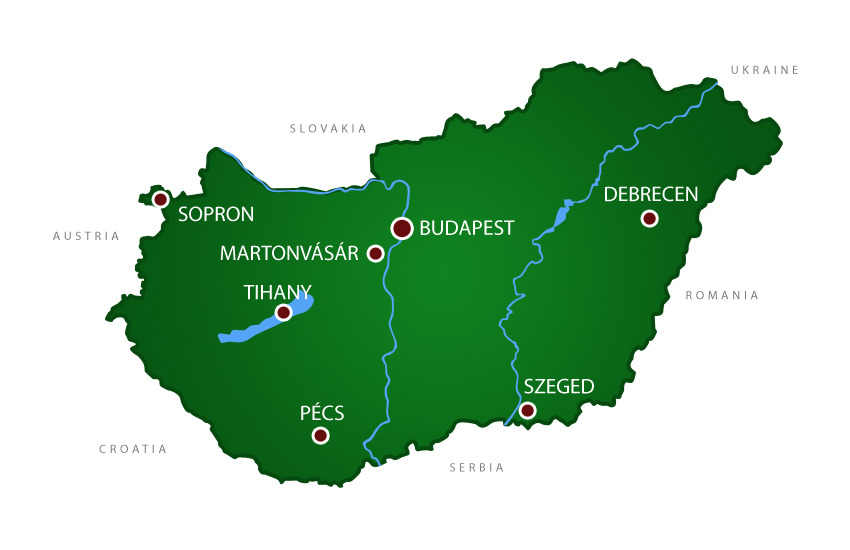 UKRAINE
SLOVAKIA
DEBRECEN
SOPRON
BUDAPEST
AUSTRIA
MARTONVÁSÁR
TIHANY
ROMANIA
SZEGED
PÉCS
CROATIA
SERBIA